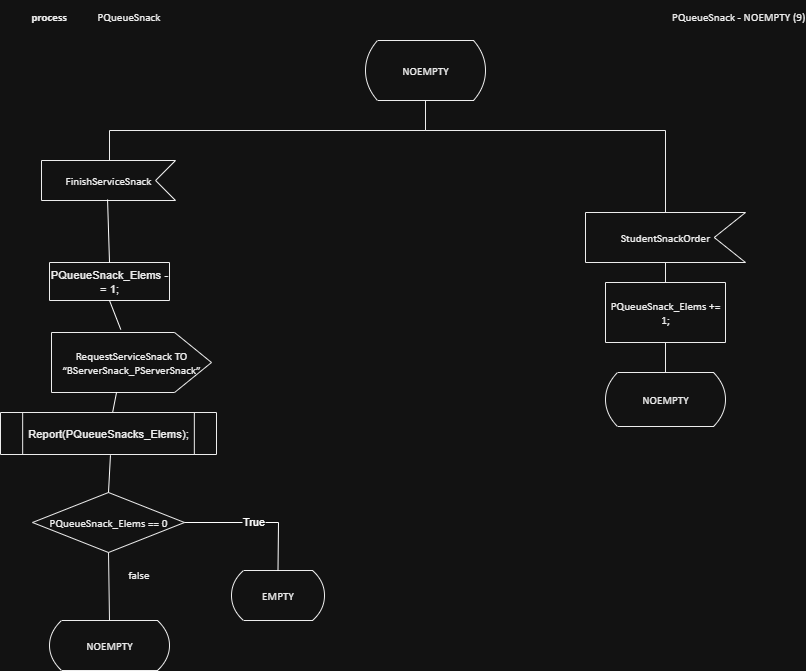 process PQueueSnack
PQueueSnack - NOEMPTY (9)
NOEMPTY
FinishServiceSnack
PQueueSnack_Elems -
= 1;
RequestServiceSnack TO
“BServerSnack_PServerSnack”
Report(PQueueSnacks_Elems);
PQueueSnack_Elems == 0
True
false
EMPTY
NOEMPTY
StudentSnackOrder
PQueueSnack_Elems +=
1;
NOEMPTY